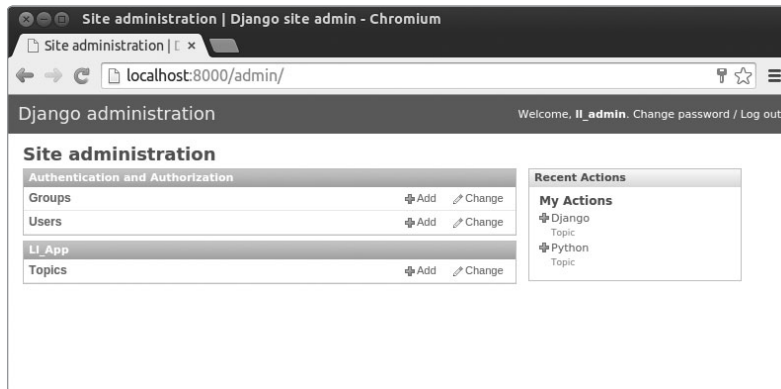 Site administration | Django site admin - Chromium
Site administration | D
localhost:8000/admin/
Django administration
Welcome, ll_admin. Change password / Log out
Site administration
Authentication and Authorization
Groups Add Change
Users Add Change
Ll_App
Topics Add Change
Recent Actions
My Actions
Django
Topic
Python
Topic